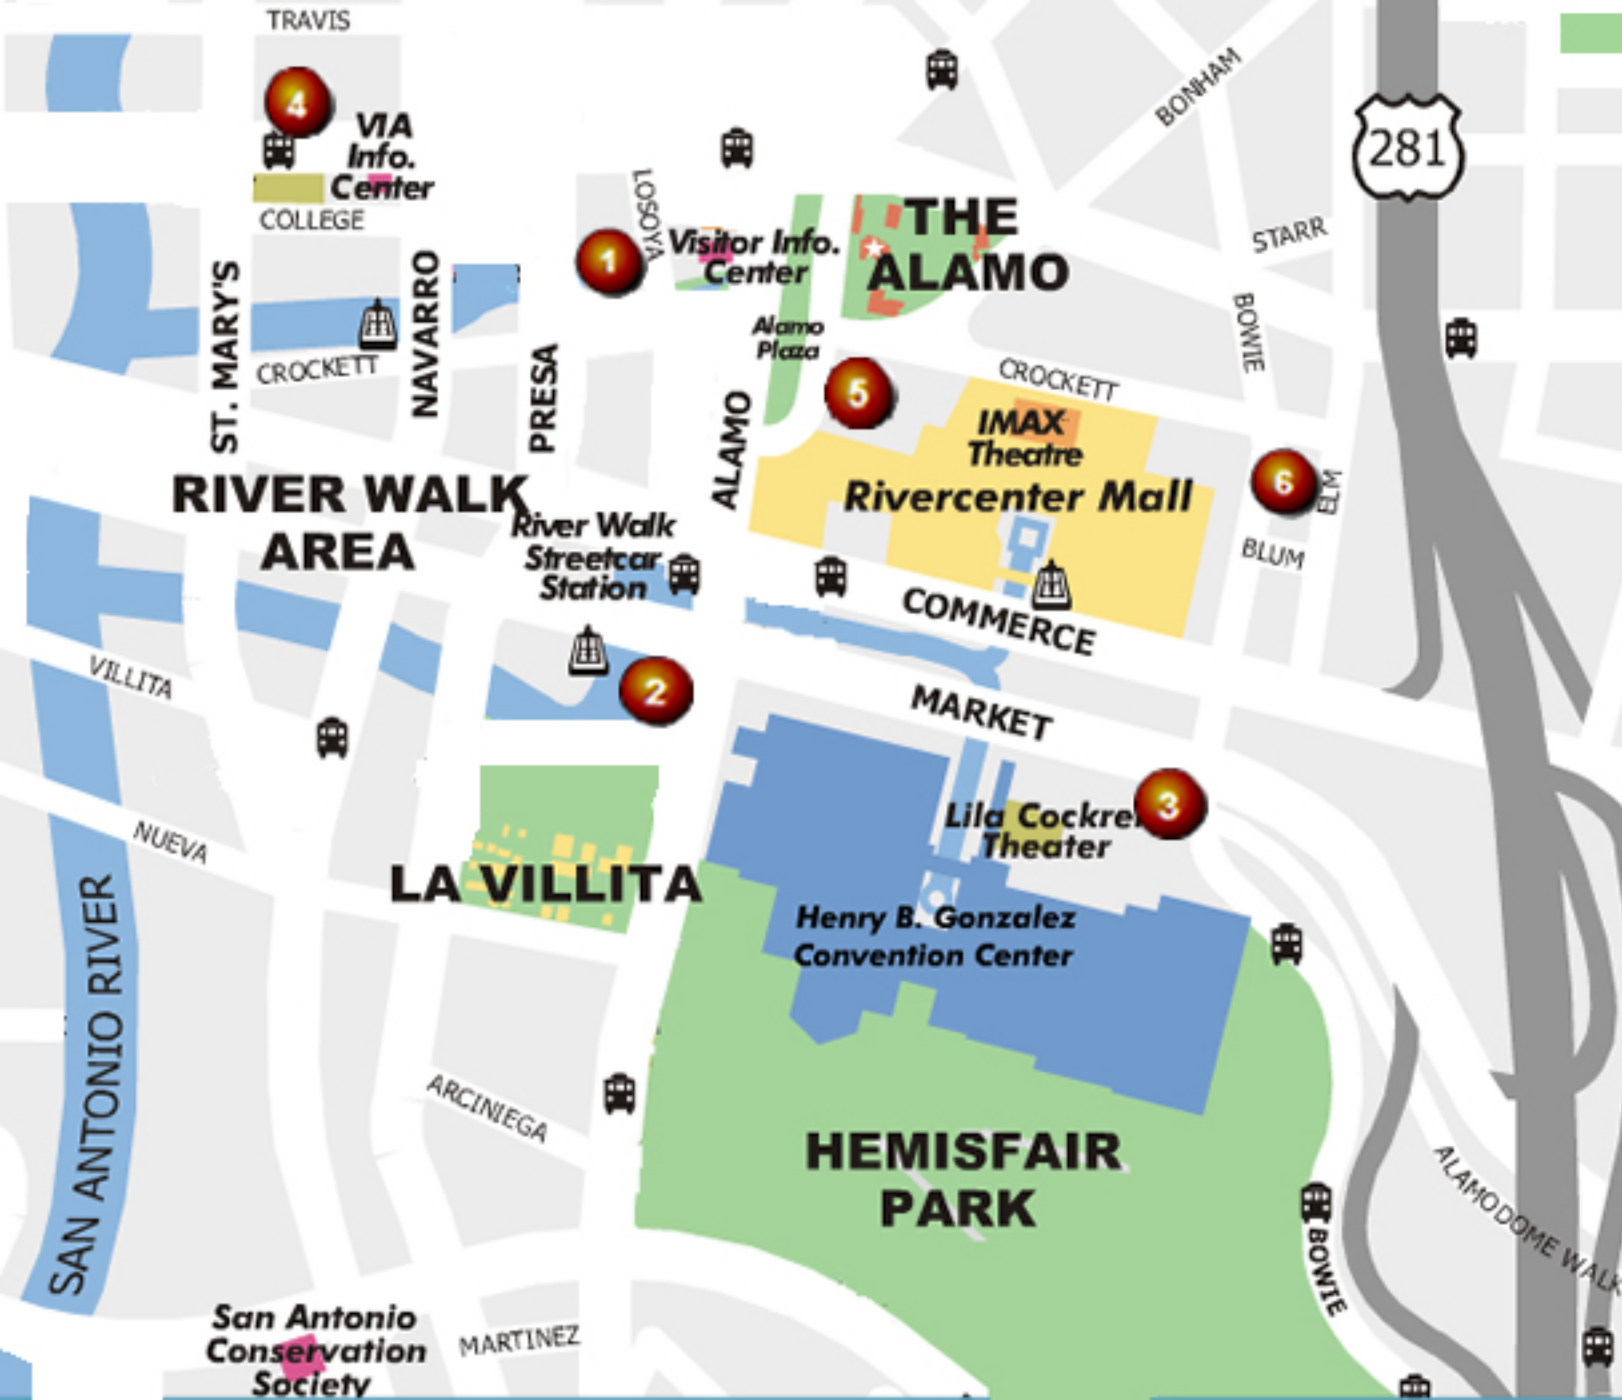 TRAVIS
4
VIA
Info.
Center
COLLEGE
LOSOYA
1
Visitor Info.
Center
THE
ALAMO
BONHAM
281
STARR
BOWIE
ST. MARY'S
NAVARRO
CROCKETT
PRESA
Alamo
Plaza
ALAMO
5
CROCKETT
IMAX
Theatre
Rivercenter Mall
6
ELM
BLUM
RIVER WALK
AREA
River Walk
Streetcar
Station
COMMERCE
MARKET
2
VILLITA
NUEVA
3
Lila Cockrel
Theater
LA VILLITA
Henry B. Gonzalez
Convention Center
SAN ANTONIO RIVER
ARCINIEGA
HEMISFAIR
PARK
BOWIE
ALAMODOME WALK
San Antonio
Conservation
Society
MARTINEZ